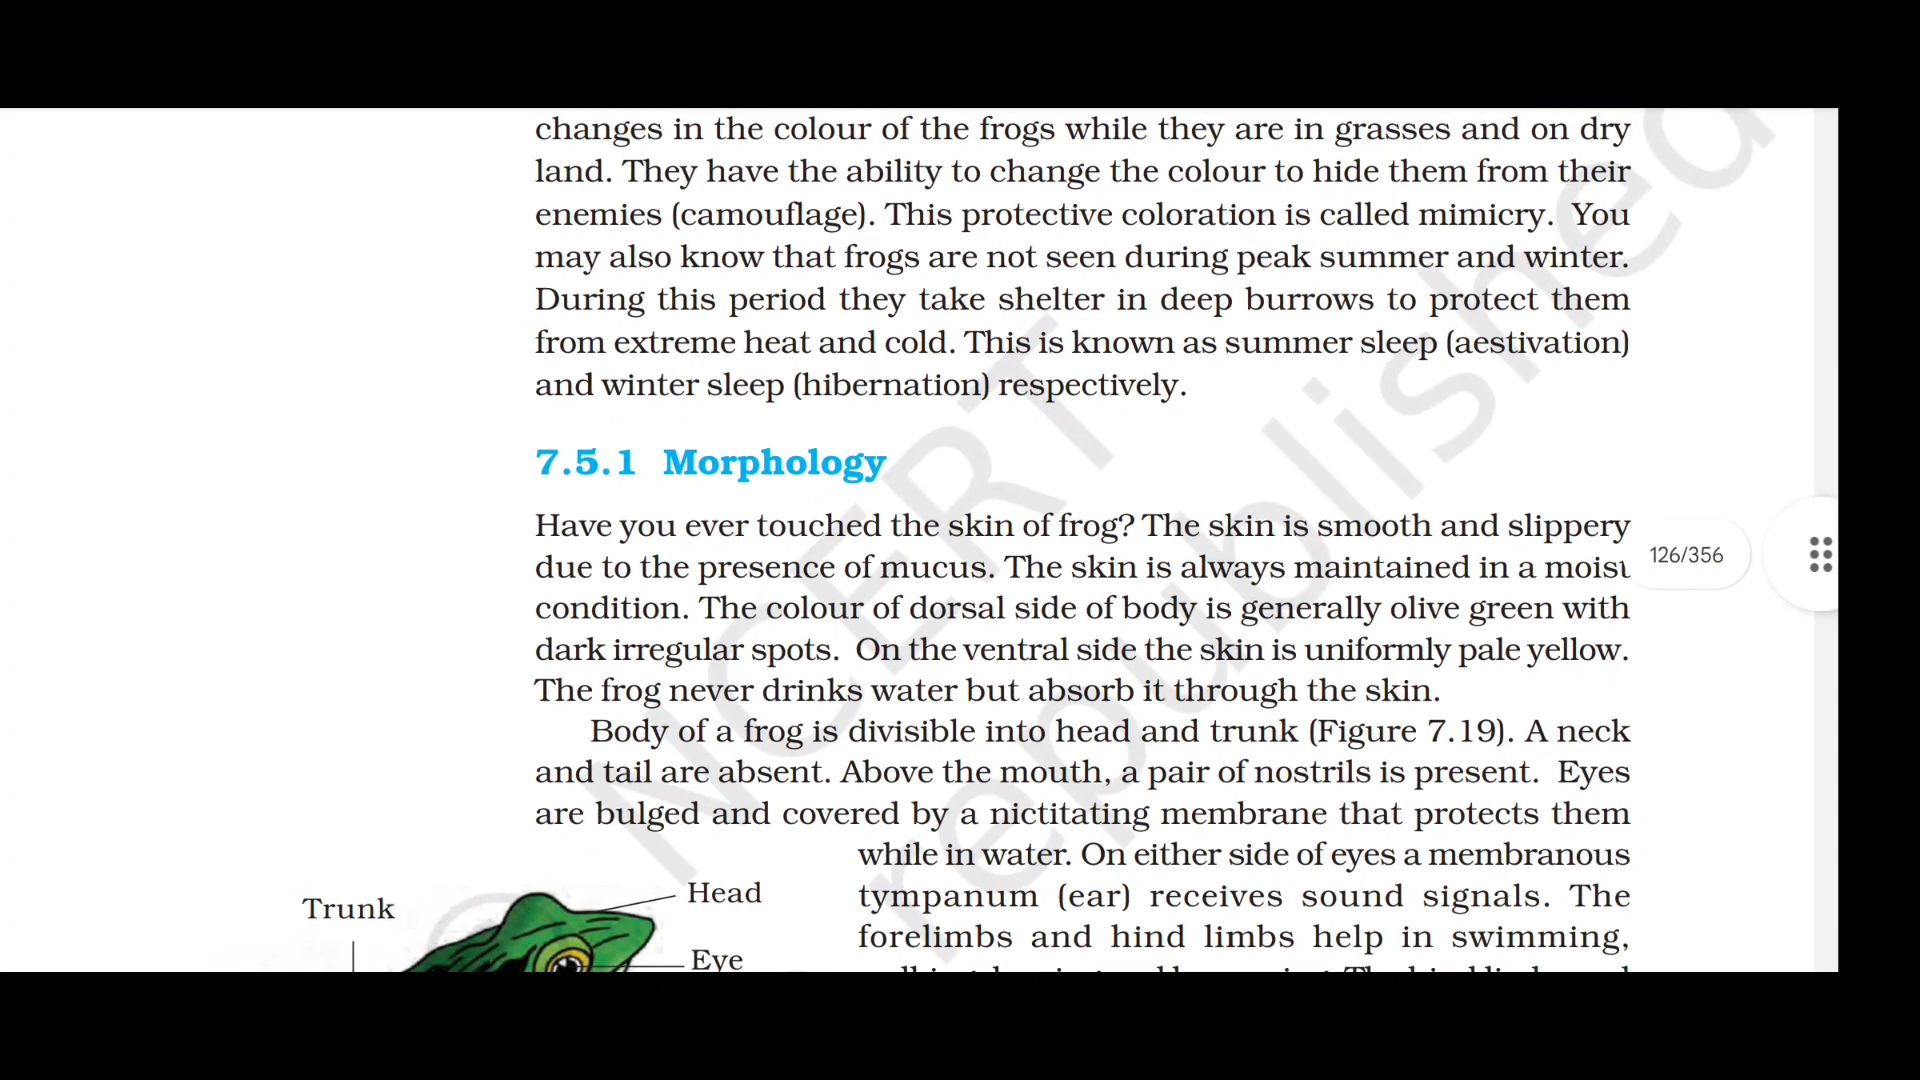 changes in the colour of the frogs while they are in grasses and on dry
land. They have the ability to change the colour to hide them from their
enemies (camouflage). This protective coloration is called mimicry. You
may also know that frogs are not seen during peak summer and winter.
During this period they take shelter in deep burrows to protect them
from extreme heat and cold. This is known as summer sleep (aestivation)
and winter sleep (hibernation) respectively.
7.5.1 Morphology
Have you ever touched the skin of frog? The skin is smooth and slippery
due to the presence of mucus. The skin is always maintained in a moist
condition. The colour of dorsal side of body is generally olive green with
dark irregular spots. On the ventral side the skin is uniformly pale yellow.
The frog never drinks water but absorb it through the skin.
Body of a frog is divisible into head and trunk (Figure 7.19). A neck
and tail are absent. Above the mouth, a pair of nostrils is present. Eyes
are bulged and covered by a nictitating membrane that protects them
while in water. On either side of eyes a membranous
tympanum (ear) receives sound signals. The
forelimbs and hind limbs help in swimming,
Trunk
Head
Eye
126/356
NCERT
republished